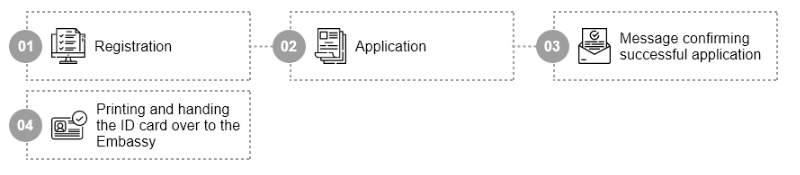 01
Registration
02
Application
03
Message confirming
successful application
04
Printing and handing
the ID card over to the
Embassy